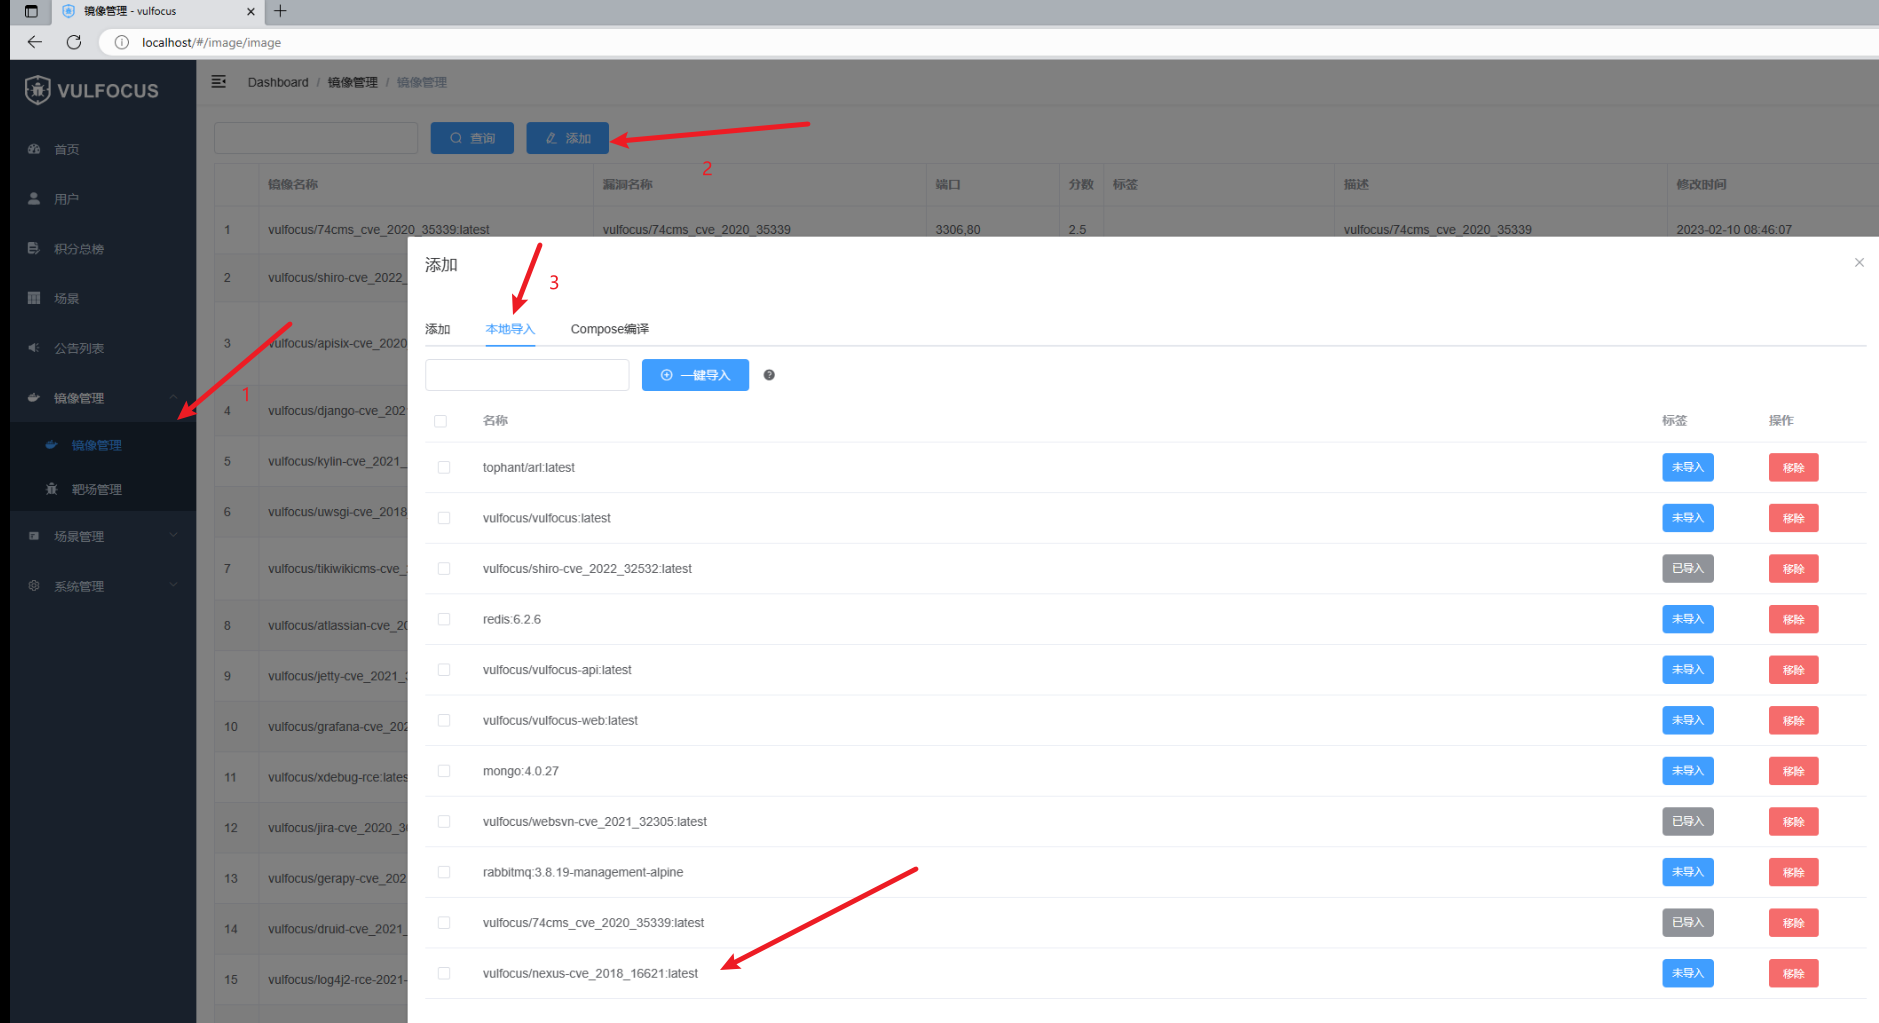 镜像管理 - vulfocus
localhost/#/image/image
VULFOCUS
Dashboard / 镜像管理 / 镜像管理
查询
添加
2
首页
用户
积分总榜
场景
公告列表
镜像管理
镜像管理
靶场管理
场景管理
系统管理
1
镜像名称 漏洞名称 端口 分数 标签 描述 修改时间
1 vulfocus/74cms_cve_2020_35339:latest vulfocus/74cms_cve_2020_35339 3306,80 2.5 vulfocus/74cms_cve_2020_35339 2023-02-10 08:46:07
2 vulfocus/shiro-cve_2022_
3 vulfocus/apisix-cve_2020
4 vulfocus/django-cve_202
5 vulfocus/kylin-cve_2021_
6 vulfocus/uwsgi-cve_2018
7 vulfocus/tikiwikicms-cve_
8 vulfocus/atlassian-cve_20
9 vulfocus/jetty-cve_2021_
10 vulfocus/grafana-cve_202
11 vulfocus/xdebug-rce:lates
12 vulfocus/jira-cve_2020_3
13 vulfocus/gerapy-cve_202
14 vulfocus/druid-cve_2021_
15 vulfocus/log4j2-rce-2021-
添加
3
添加 本地导入 Compose编译
一键导入
名称 标签 操作
tophant/arl:latest 未导入 移除
vulfocus/vulfocus:latest 未导入 移除
vulfocus/shiro-cve_2022_32532:latest 已导入 移除
redis:6.2.6 未导入 移除
vulfocus/vulfocus-api:latest 未导入 移除
vulfocus/vulfocus-web:latest 未导入 移除
mongo:4.0.27 未导入 移除
vulfocus/websvn-cve_2021_32305:latest 已导入 移除
rabbitmq:3.8.19-management-alpine 未导入 移除
vulfocus/74cms_cve_2020_35339:latest 已导入 移除
vulfocus/nexus-cve_2018_16621:latest 未导入 移除